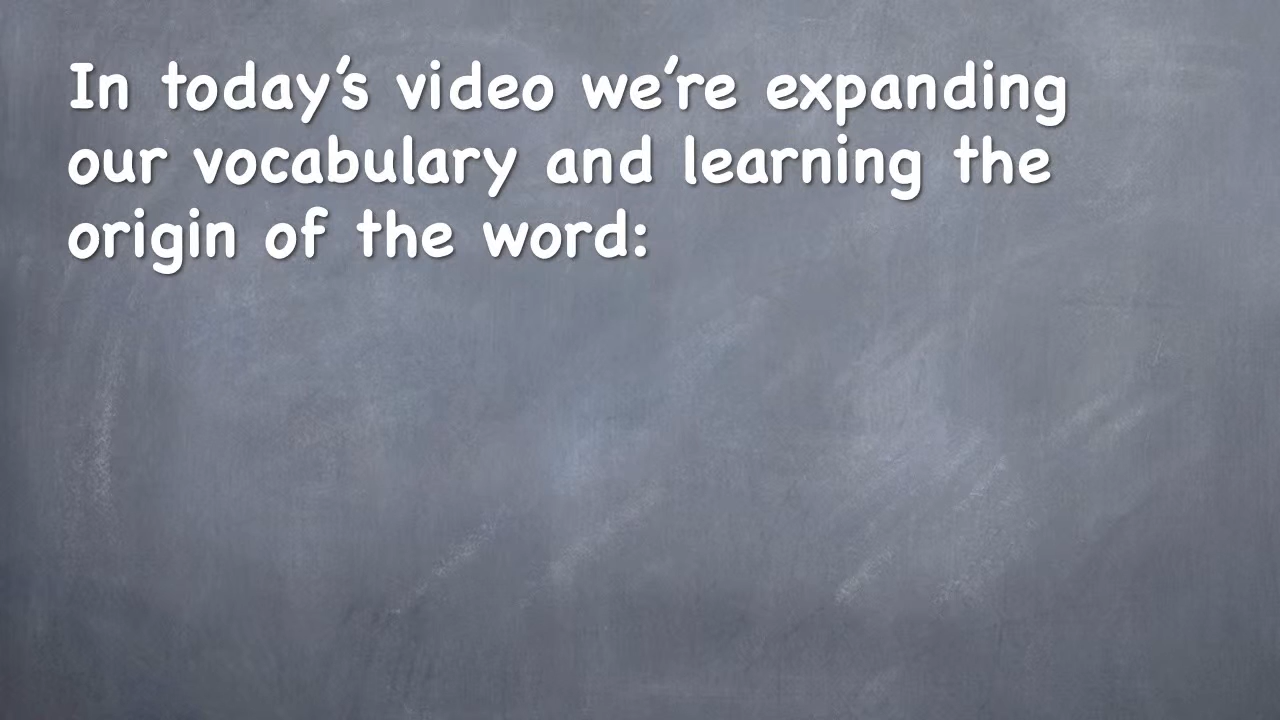 In today's video we're expanding
our vocabulary and learning the
origin of the word: